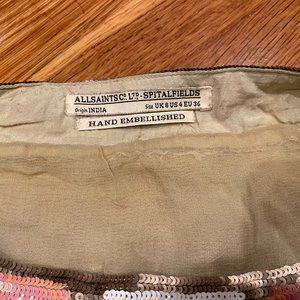 ALLSAINTS Cº LTD - SPITALFIELDS
Origin INDIA Size UK 8 US 4 EU 36
HAND EMBELLISHED